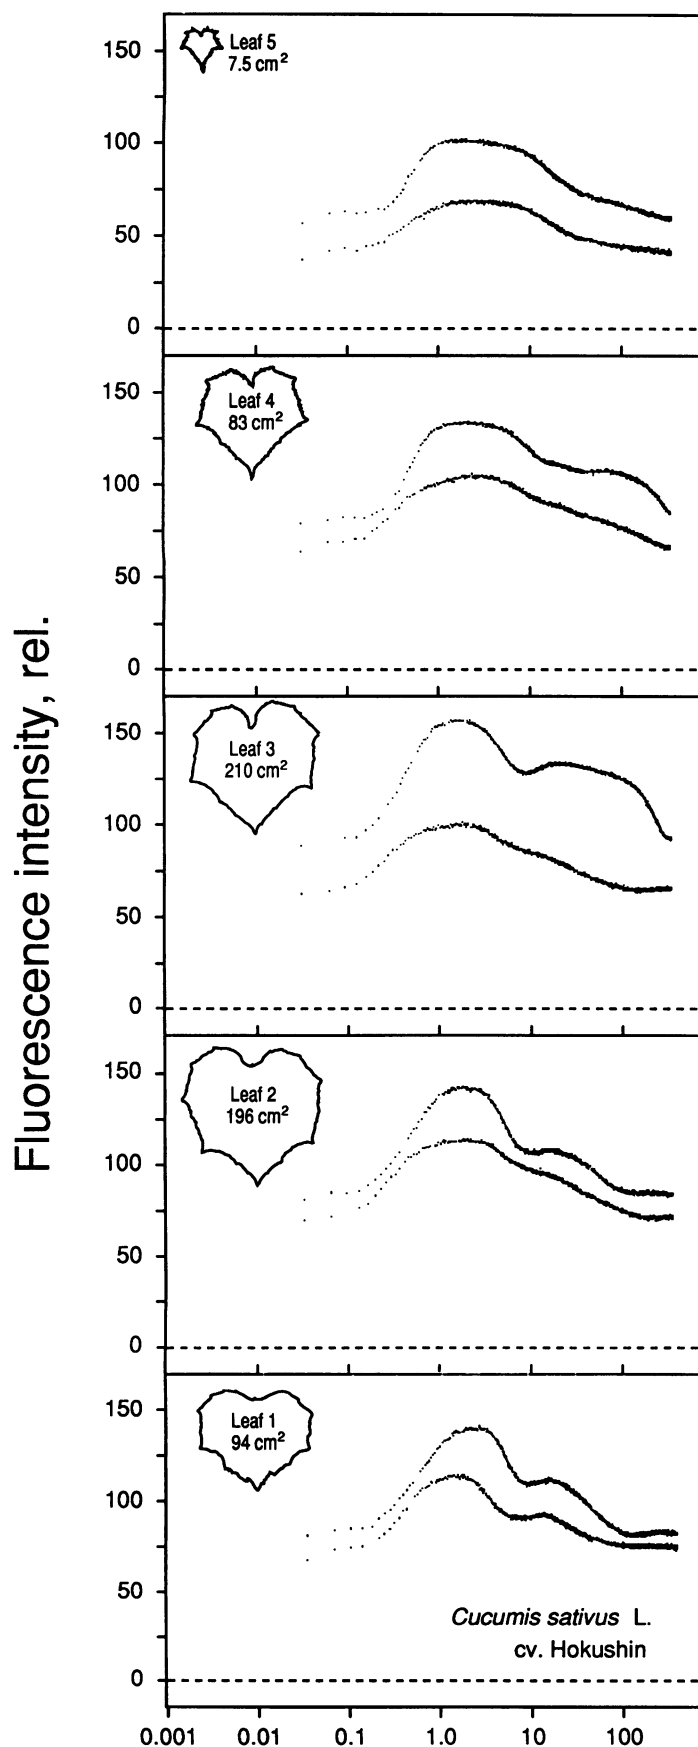 Fluorescence intensity, rel.
150
100
50
0
Leaf 5
7.5 cm²
150
100
50
0
Leaf 4
83 cm²
150
100
50
0
Leaf 3
210 cm²
150
100
50
0
Leaf 2
196 cm²
150
100
50
0
Leaf 1
94 cm²
Cucumis sativus L.
cv. Hokushin
0.001 0.01 0.1 1.0 10 100